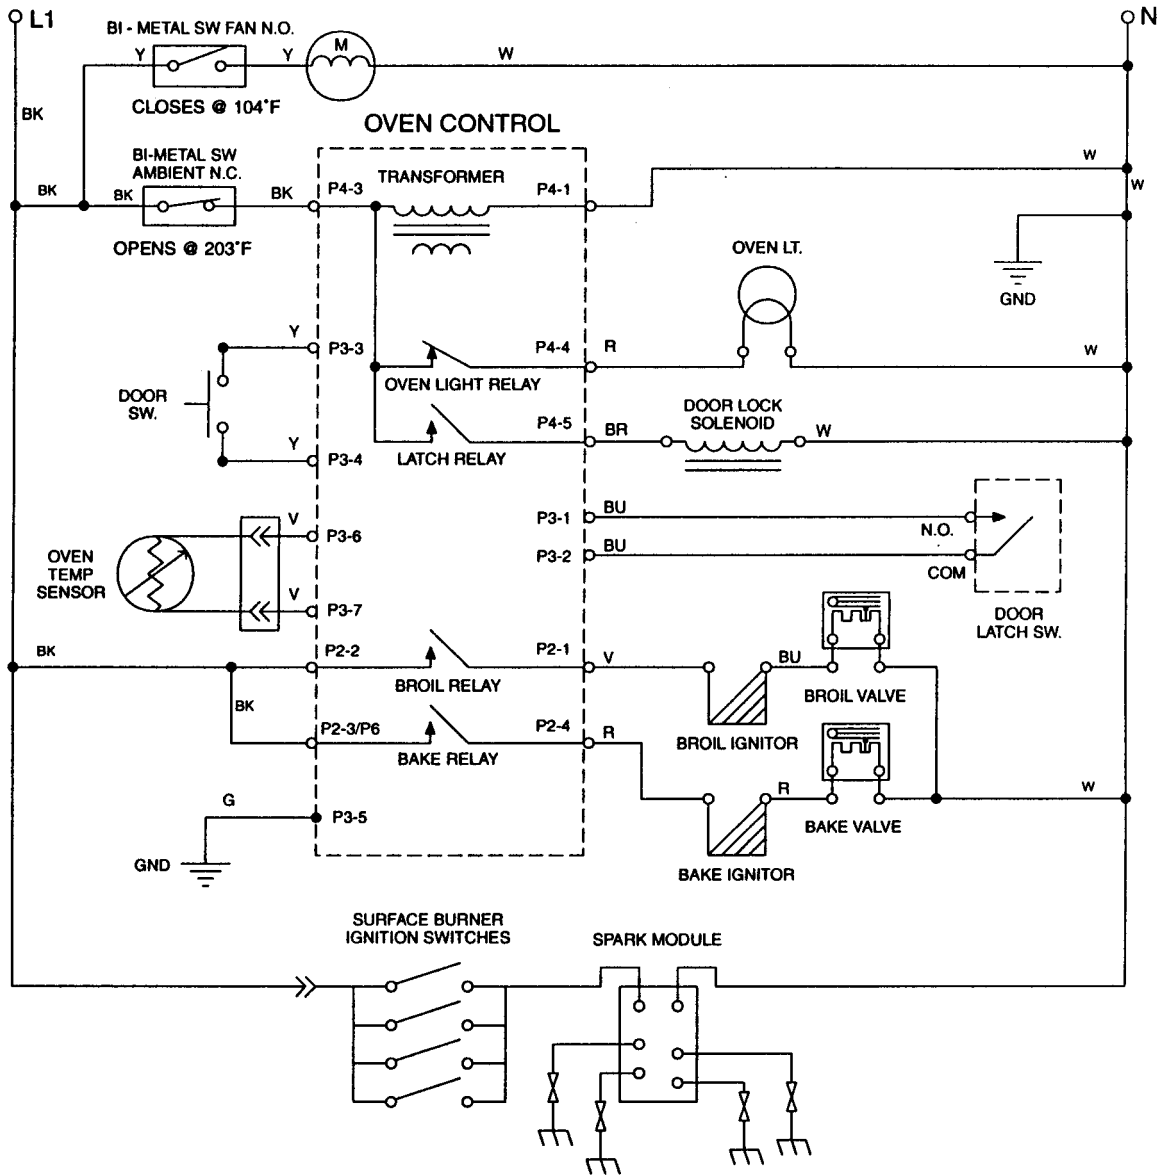 L1
N
BI - METAL SW FAN N.O.
Y
Y
M
W
CLOSES @ 104°F
BK
OVEN CONTROL
BI-METAL SW
AMBIENT N.C.
W
BK
BK
BK
P4-3
TRANSFORMER
P4-1
W
OPENS @ 203°F
OVEN LT.
GND
Y
P3-3
P4-4
R
W
DOOR
SW.
OVEN LIGHT RELAY
DOOR LOCK
SOLENOID
P4-5
BR
W
Y
P3-4
LATCH RELAY
V
P3-6
P3-1
BU
N.O.
OVEN
TEMP
SENSOR
P3-2
BU
COM
V
P3-7
DOOR
LATCH SW.
BK
P2-2
P2-1
V
BU
BROIL RELAY
BROIL VALVE
BK
P2-3/P6
P2-4
R
BROIL IGNITOR
BAKE RELAY
R
W
G
P3-5
BAKE VALVE
GND
BAKE IGNITOR
SURFACE BURNER
IGNITION SWITCHES
SPARK MODULE